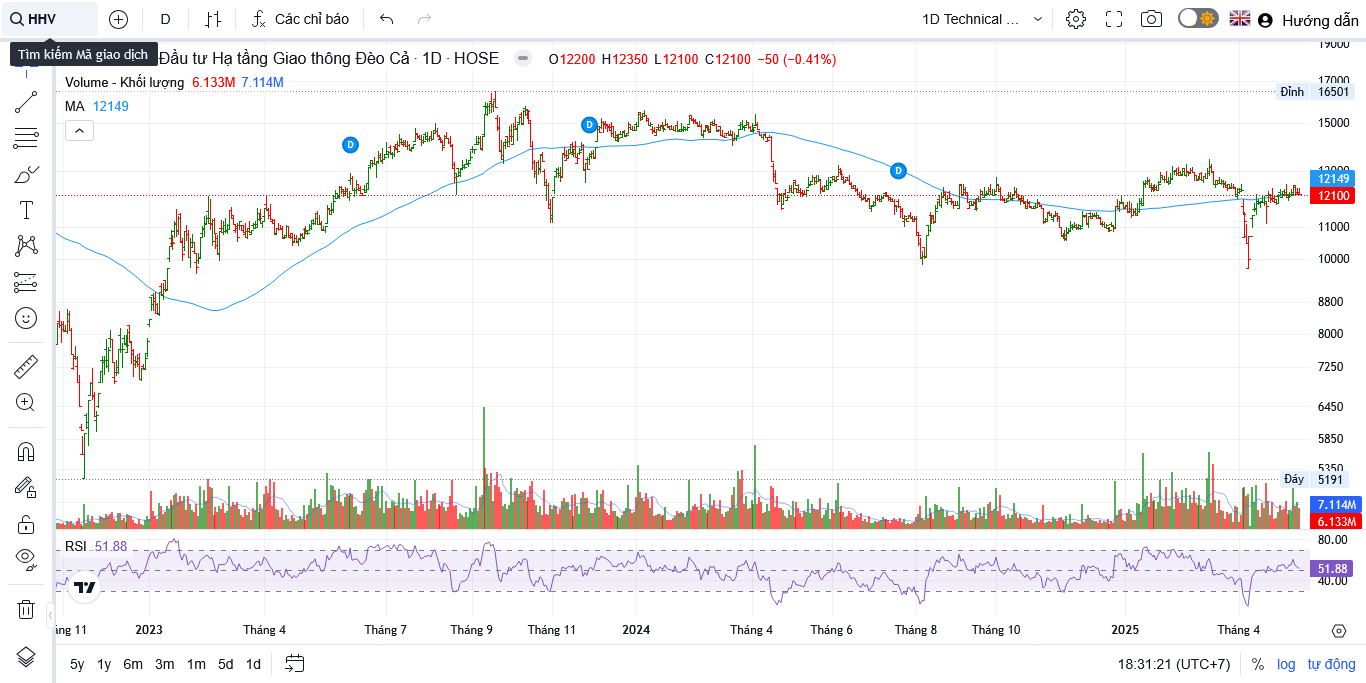 HHV D Các chỉ báo 1D Technical ... Hướng dẫn
Tìm kiếm Mã giao dịch
Đầu tư Hạ tầng Giao thông Đèo Cả · 1D · HOSE O12200 H12350 L12100 C12100 −50 (−0.41%)
Volume - Khối lượng 6.133M 7.114M
MA 12149
D
D
D
19000
17000
Đỉnh 16501
15000
12149
12100
11000
10000
8800
8000
7250
6450
5850
5350
Đáy 5191
7.114M
6.133M
RSI 51.88
80.00
51.88
40.00
2023 Tháng 4 Tháng 7 Tháng 9 Tháng 11 2024 Tháng 4 Tháng 6 Tháng 8 Tháng 10 2025 Tháng 4
5y 1y 6m 3m 1m 5d 1d 18:31:21 (UTC+7) % log tự động